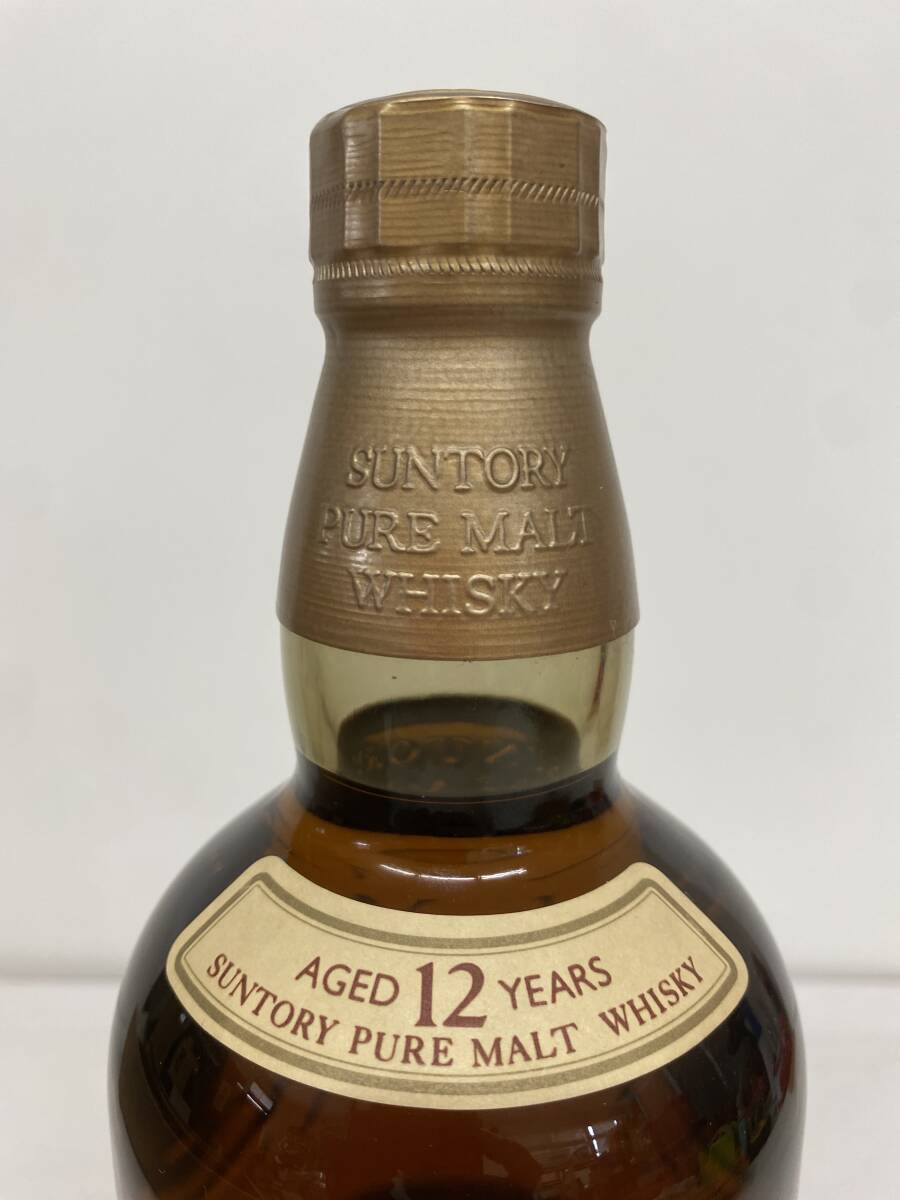 SUNTORY
PURE MALT
WHISKY
AGED 12 YEARS
SUNTORY PURE MALT WHISKY